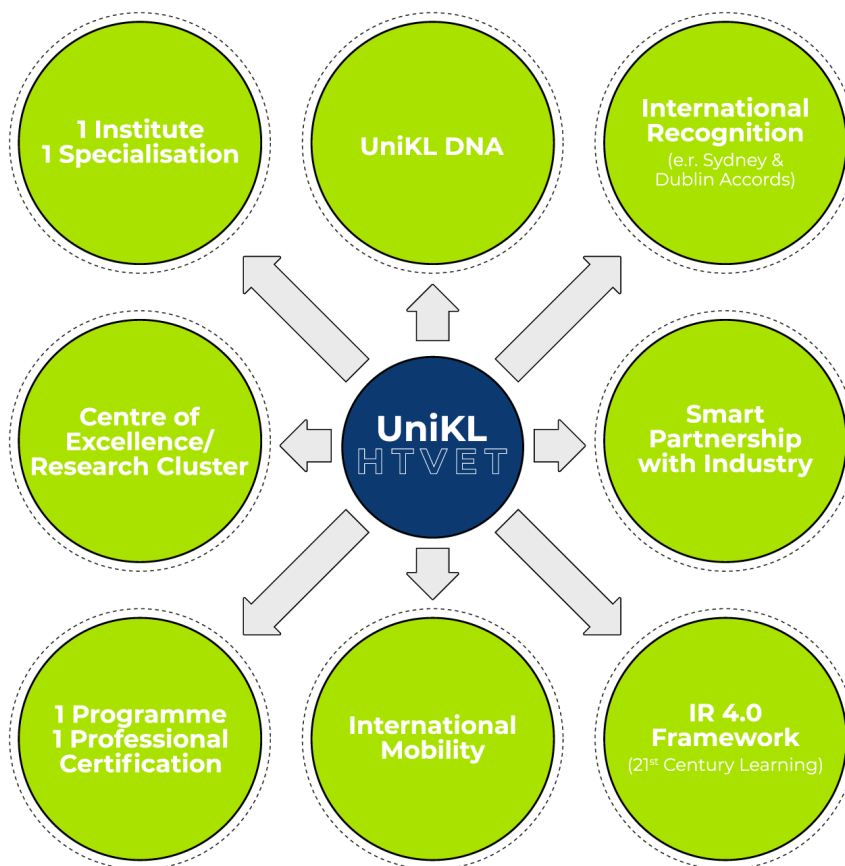 1 Institute
1 Specialisation
UniKL DNA
International
Recognition
(e.r. Sydney &
Dublin Accords)
Centre of
Excellence/
Research Cluster
UniKL
HTVET
Smart
Partnership
with Industry
1 Programme
1 Professional
Certification
International
Mobility
IR 4.0
Framework
(21st Century Learning)